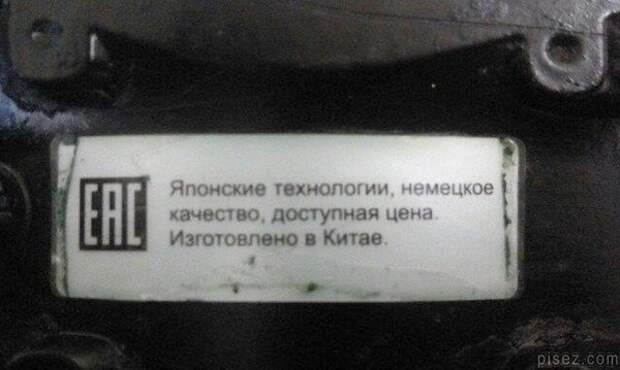 EAC
Японские технологии, немецкое
качество, доступная цена.
Изготовлено в Китае.
pisez.com